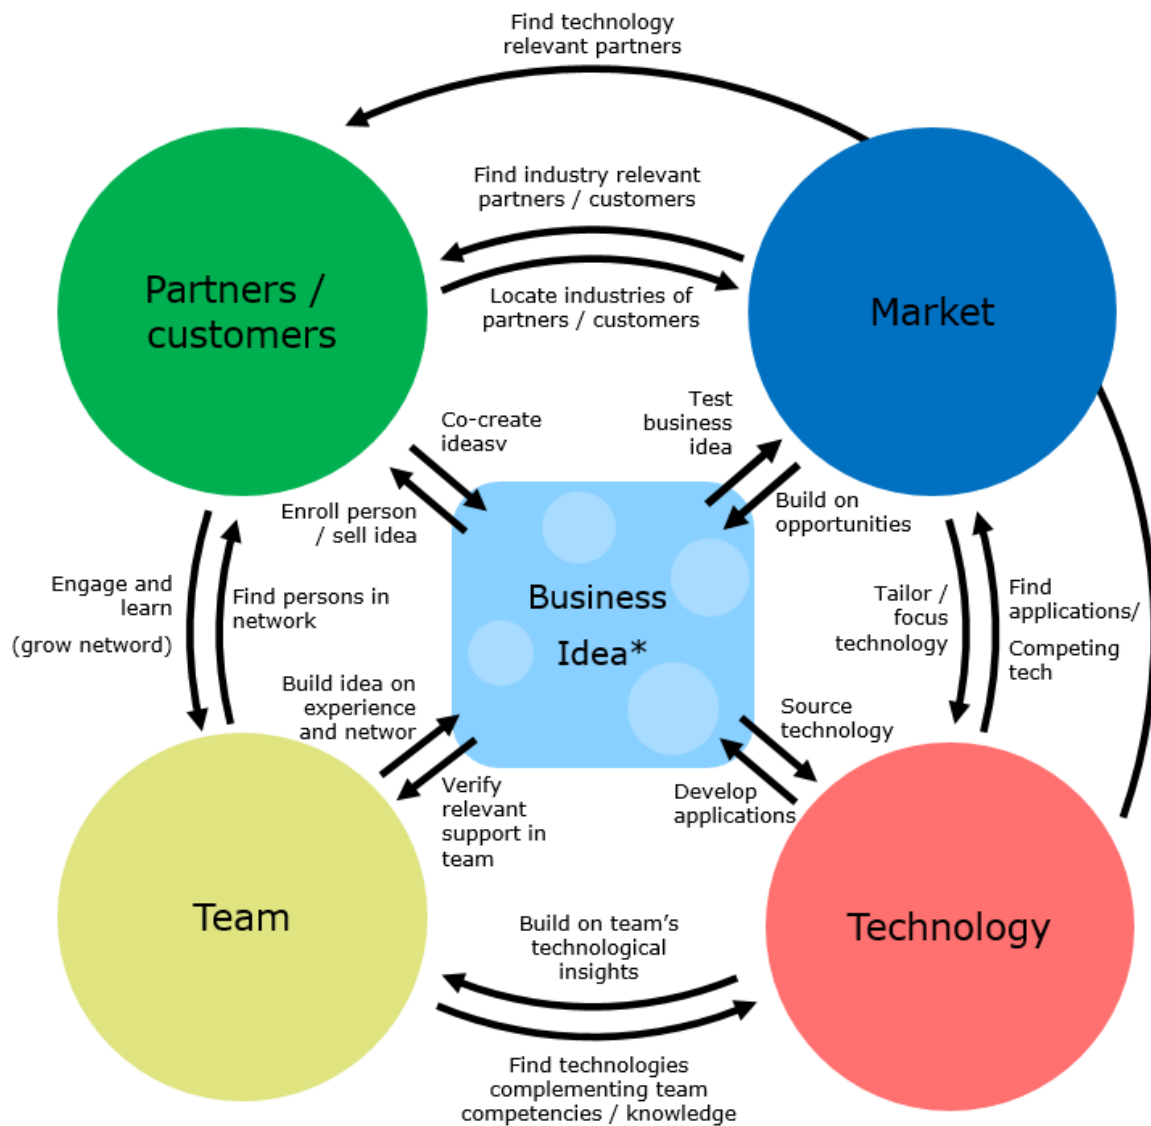 Find technology
relevant partners
Find industry relevant
partners / customers
Partners /
customers
Locate industries of
partners / customers
Market
Co-create
ideasv
Test
business
idea
Enroll person
/ sell idea
Build on
opportunities
Engage and
learn
(grow netword)
Find persons in
network
Business
Idea*
Tailor /
focus
technology
Find
applications/
Competing
tech
Build idea on
experience
and networ
Source
technology
Verify
relevant
support in
team
Develop
applications
Team
Technology
Build on team’s
technological
insights
Find technologies
complementing team
competencies / knowledge